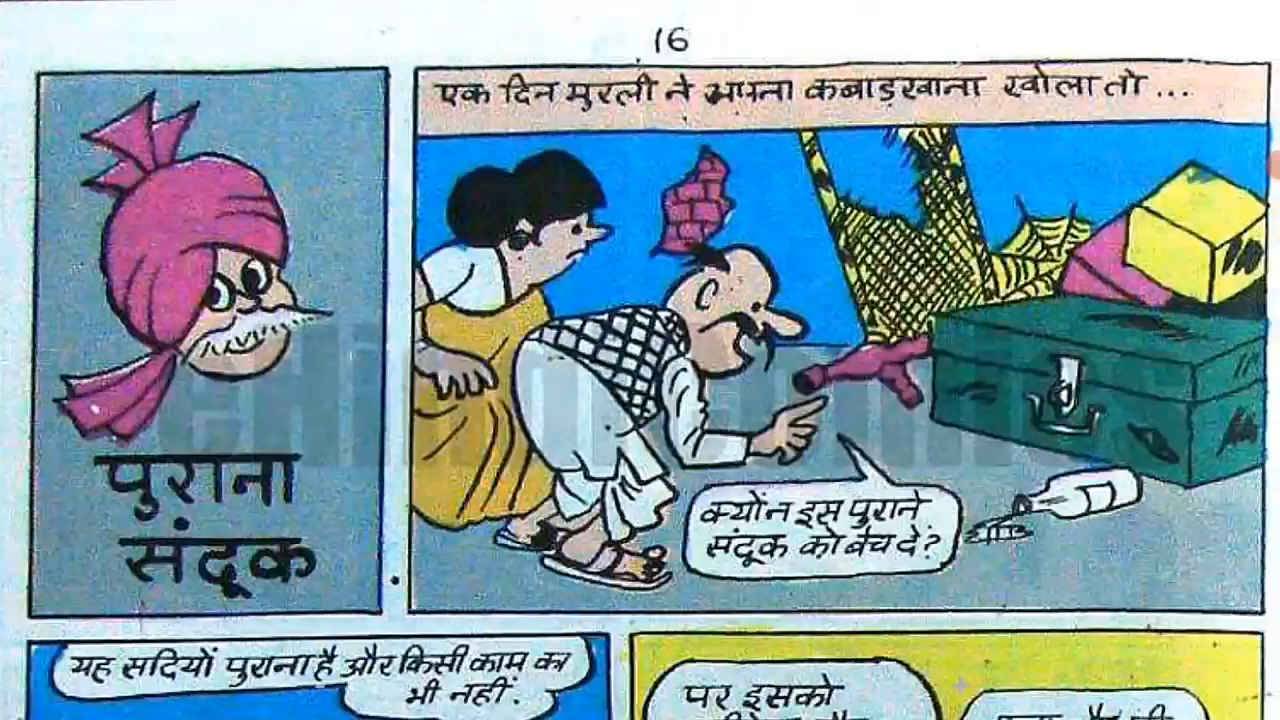 16
एक दिन मुरली ने अपना कबाड़खाना खोला तो ...
पुराना
संदूक
क्यों न इस पुराने
संदूक को बेच दें?
यह सदियों पुराना है और किसी काम का
भी नहीं.
पर इसको